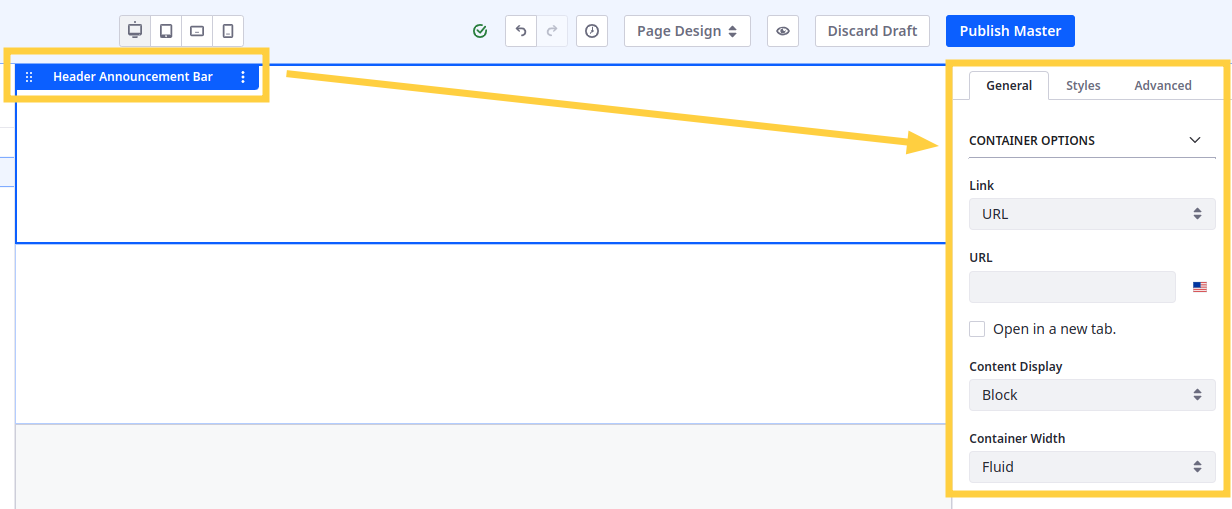 Page Design
Discard Draft
Publish Master
Header Announcement Bar
General
Styles
Advanced
CONTAINER OPTIONS
Link
URL
URL
Open in a new tab.
Content Display
Block
Container Width
Fluid